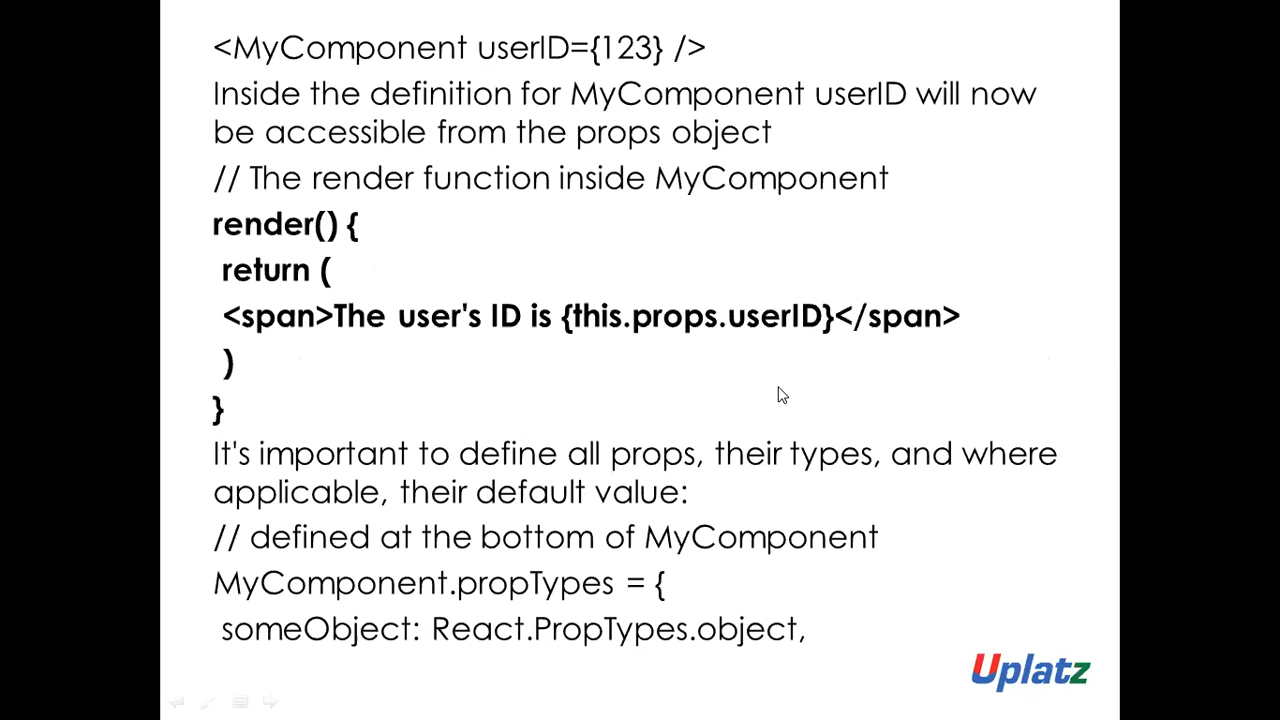 <MyComponent userID={123} />
Inside the definition for MyComponent userID will now
be accessible from the props object
// The render function inside MyComponent
render() {
return (
<span>The user's ID is {this.props.userID}</span>
)
}
It's important to define all props, their types, and where
applicable, their default value:
// defined at the bottom of MyComponent
MyComponent.propTypes = {
someObject: React.PropTypes.object,
Uplatz